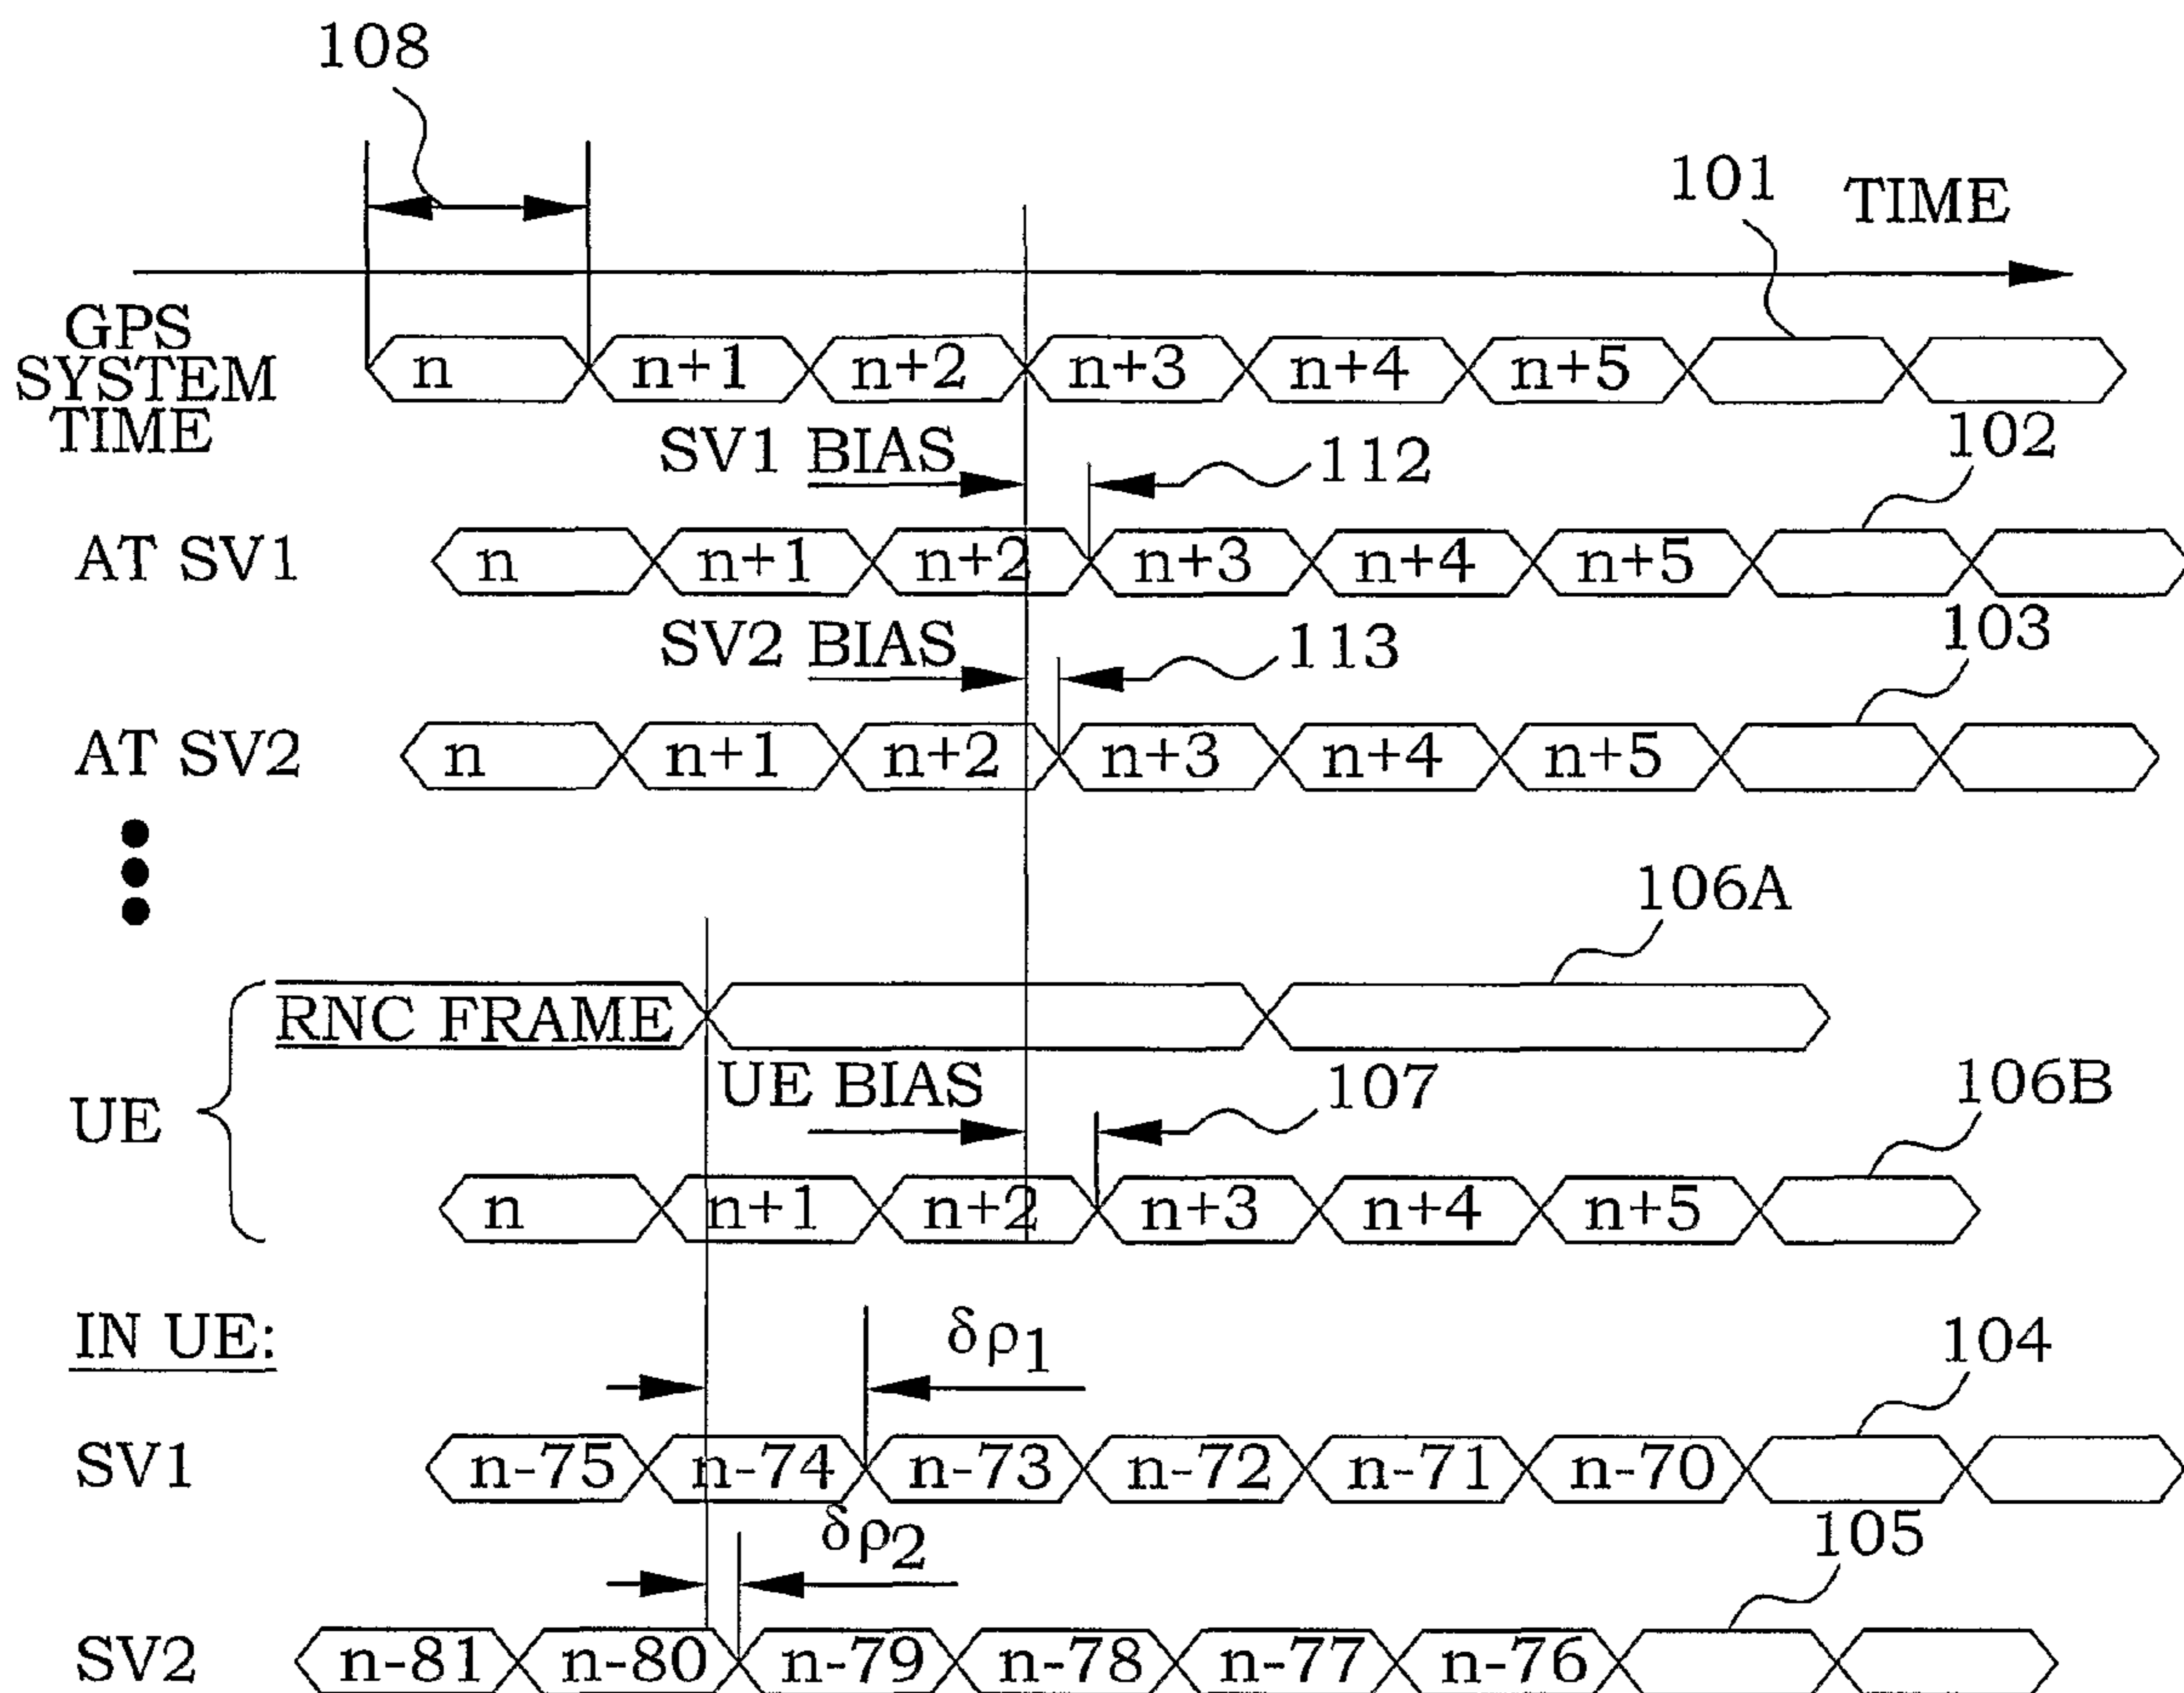 108
101 TIME
GPS
SYSTEM
TIME
n n+1 n+2 n+3 n+4 n+5
102
SV1 BIAS 112
AT SV1 n n+1 n+2 n+3 n+4 n+5
103
SV2 BIAS 113
AT SV2 n n+1 n+2 n+3 n+4 n+5
106A
RNC FRAME
UE BIAS 107 106B
UE
n n+1 n+2 n+3 n+4 n+5
IN UE: δρ1 104
SV1 n-75 n-74 n-73 n-72 n-71 n-70
δρ2 105
SV2 n-81 n-80 n-79 n-78 n-77 n-76